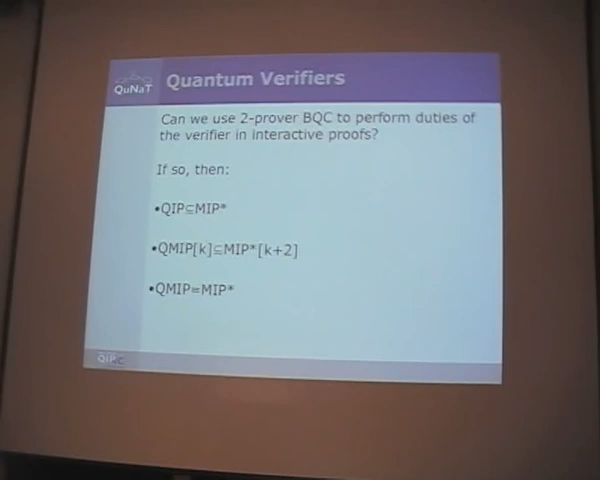 QuNaT
Quantum Verifiers
Can we use 2-prover BQC to perform duties of
the verifier in interactive proofs?
If so, then:
•QIP⊆MIP*
•QMIP[k]⊆MIP*[k+2]
•QMIP=MIP*